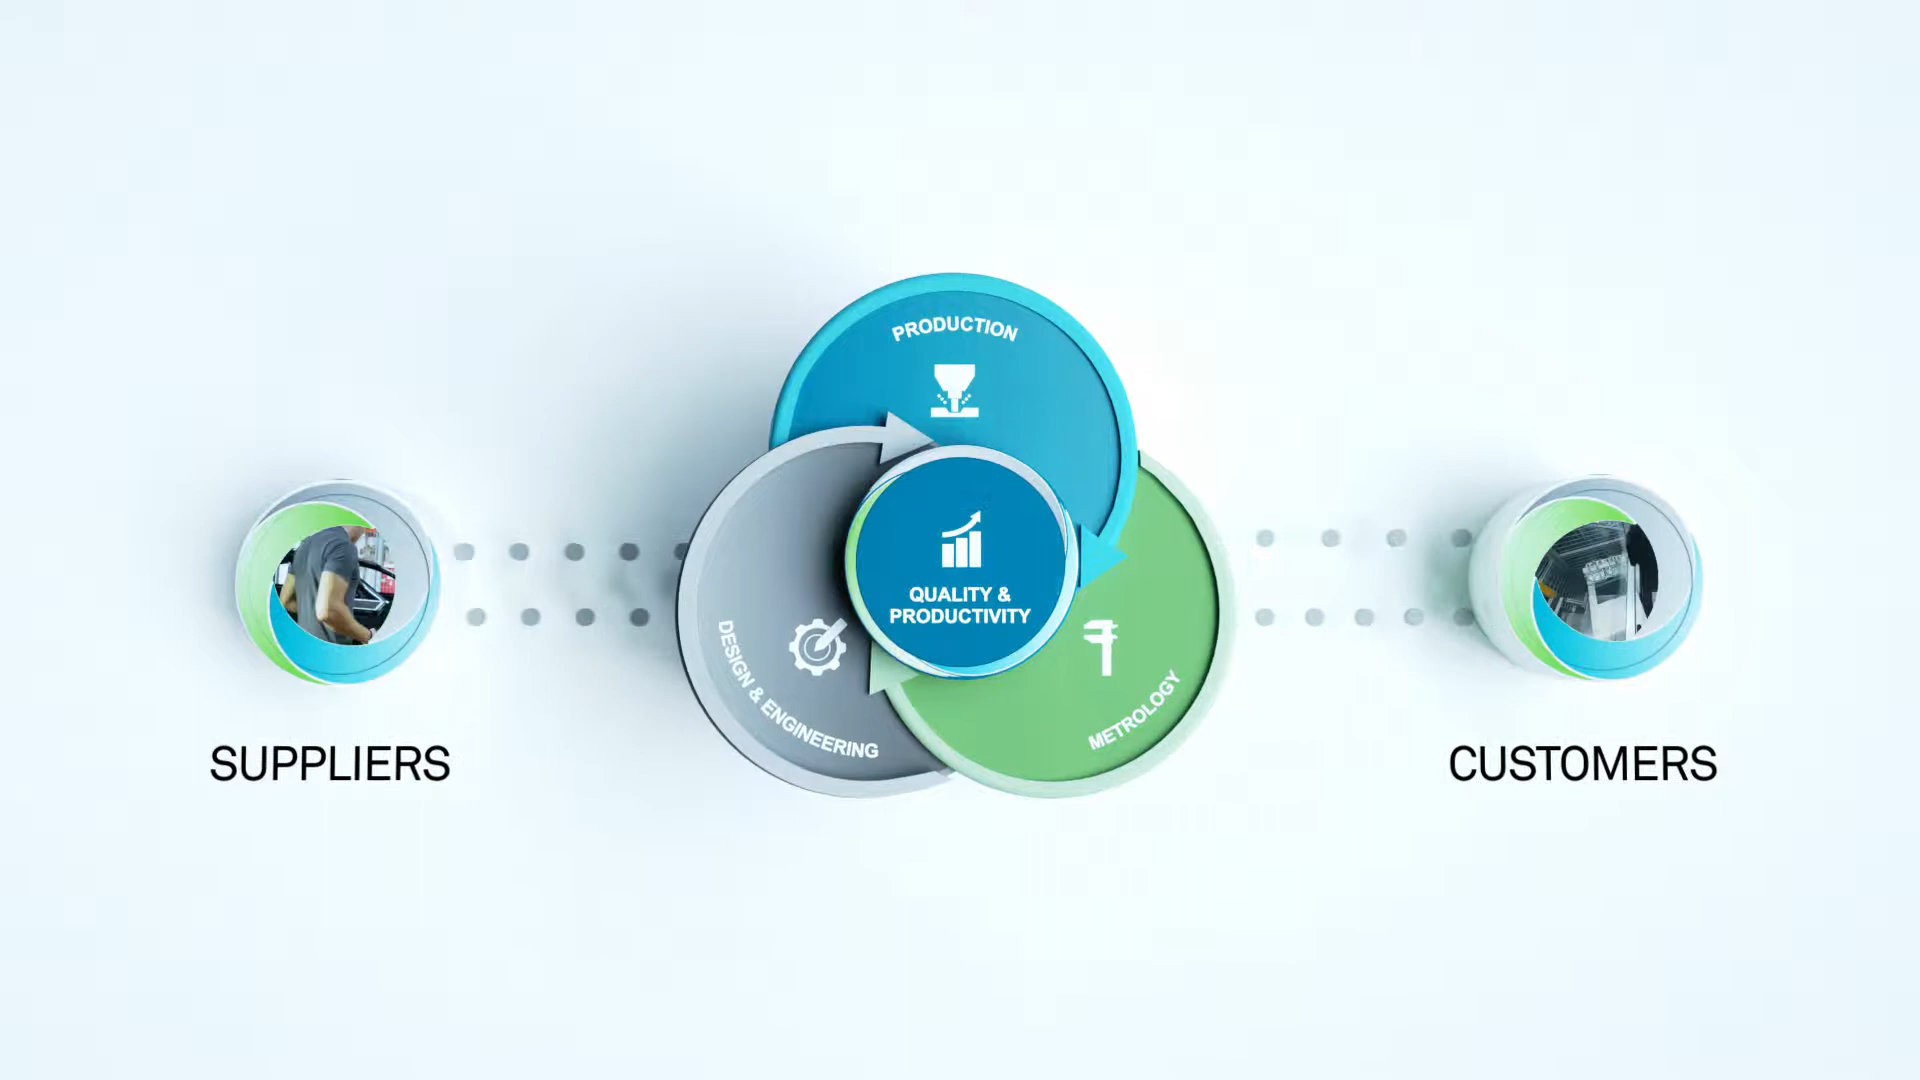 PRODUCTION
QUALITY &
PRODUCTIVITY
DESIGN & ENGINEERING
METROLOGY
SUPPLIERS
CUSTOMERS